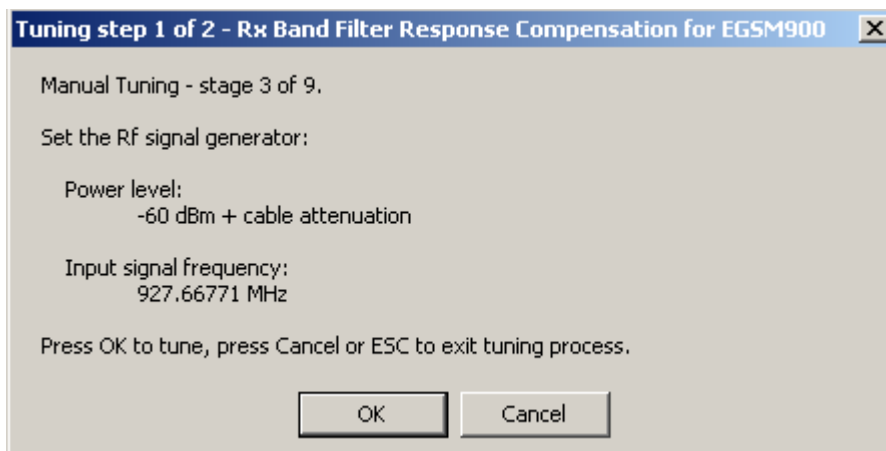 Tuning step 1 of 2 - Rx Band Filter Response Compensation for EGSM900
Manual Tuning - stage 3 of 9.
Set the Rf signal generator:
Power level:
-60 dBm + cable attenuation
Input signal frequency:
927.66771 MHz
Press OK to tune, press Cancel or ESC to exit tuning process.
OK
Cancel